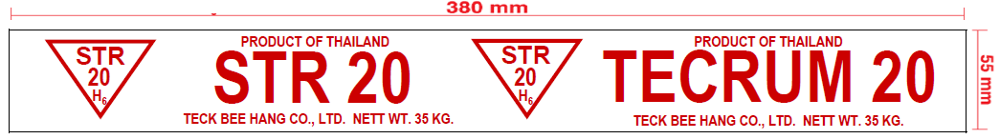 380 mm
STR
20
H6
PRODUCT OF THAILAND
STR 20
TECK BEE HANG CO., LTD. NETT WT. 35 KG.
STR
20
H6
PRODUCT OF THAILAND
TECRUM 20
TECK BEE HANG CO., LTD. NETT WT. 35 KG.
55 mm